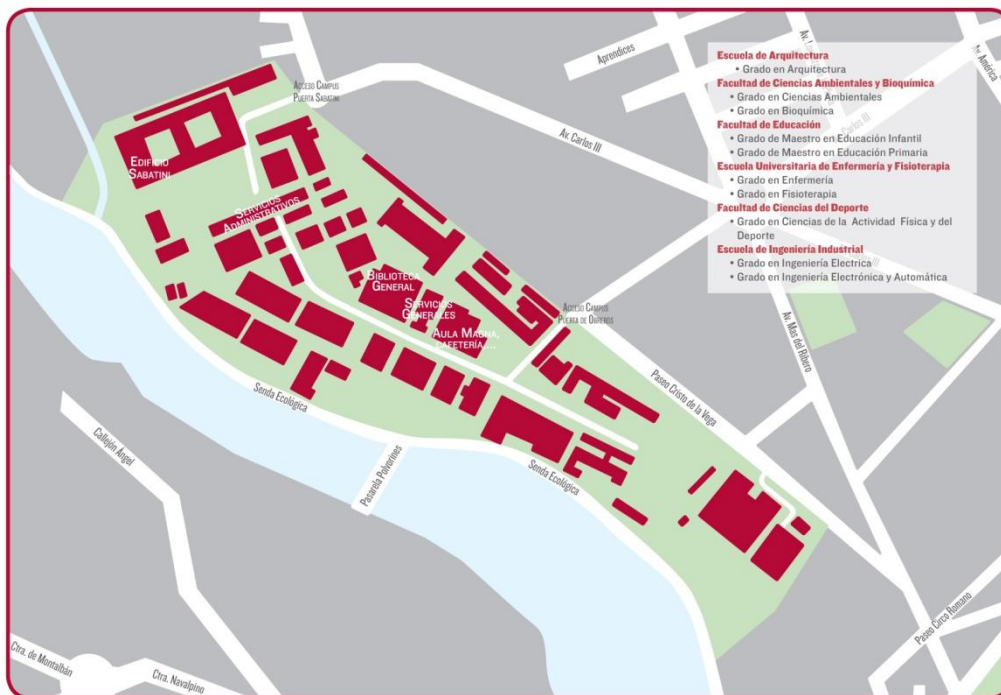 Aprendices
Av. América
Escuela de Arquitectura
• Grado en Arquitectura
Facultad de Ciencias Ambientales y Bioquímica
• Grado en Ciencias Ambientales
• Grado en Bioquímica
Facultad de Educación
• Grado de Maestro en Educación Infantil
• Grado de Maestro en Educación Primaria
Escuela Universitaria de Enfermería y Fisioterapia
• Grado en Enfermería
• Grado en Fisioterapia
Facultad de Ciencias del Deporte
• Grado en Ciencias de la Actividad Física y del
Deporte
Escuela de Ingeniería Industrial
• Grado en Ingeniería Electrica
• Grado en Ingeniería Electrónica y Automática
Carlos III
Acceso Campus
Puerta Sabatini
Av. Carlos III
Edificio
Sabatini
Servicios
Administrativos
Biblioteca
General
Servicios
Generales
Aula Magna,
cafetería,...
Acceso Campus
Puerta de Obreros
Av. Mas del Ribero
Paseo Cristo de la Vega
Senda Ecológica
Callejón Ángel
Pasarela Polvorines
Senda Ecológica
Paseo Circo Romano
Ctra. de Montalbán
Ctra. Navalpino